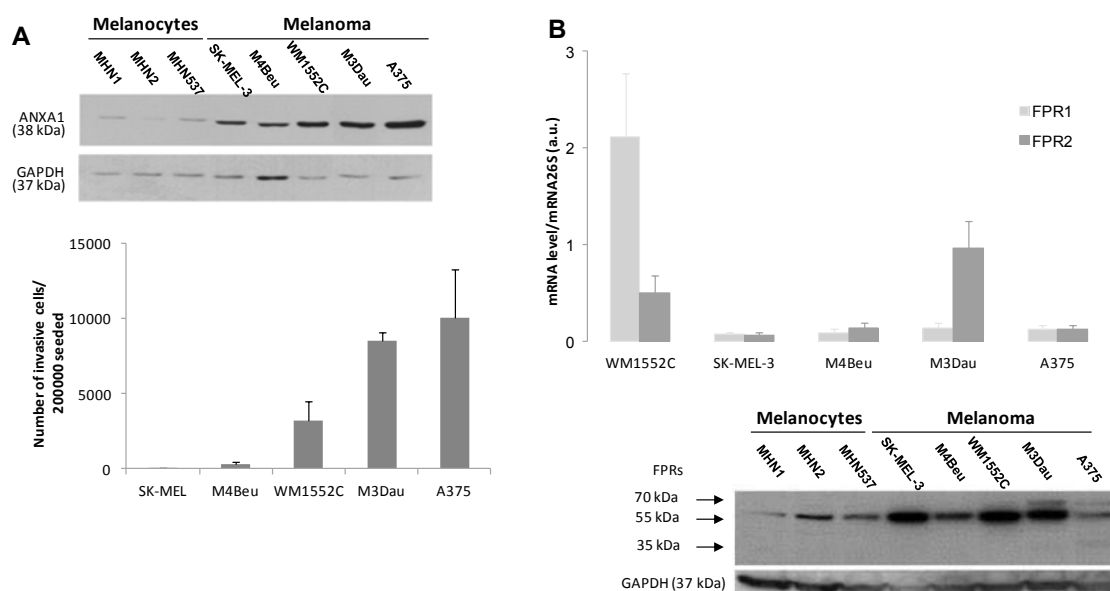 A
Melanocytes Melanoma
MHN1 MHN2 MHN537 SK-MEL-3 M4Beu WM1552C M3Dau A375
ANXA1
(38 kDa)
GAPDH
(37 kDa)
Number of invasive cells/
200000 seeded
15000
10000
5000
0
SK-MEL M4Beu WM1552C M3Dau A375
B
mRNA level/mRNA26S (a.u.)
3
2
1
0
FPR1
FPR2
WM1552C SK-MEL-3 M4Beu M3Dau A375
Melanocytes Melanoma
MHN1 MHN2 MHN537 SK-MEL-3 M4Beu WM1552C M3Dau A375
FPRs
70 kDa
55 kDa
35 kDa
GAPDH (37 kDa)